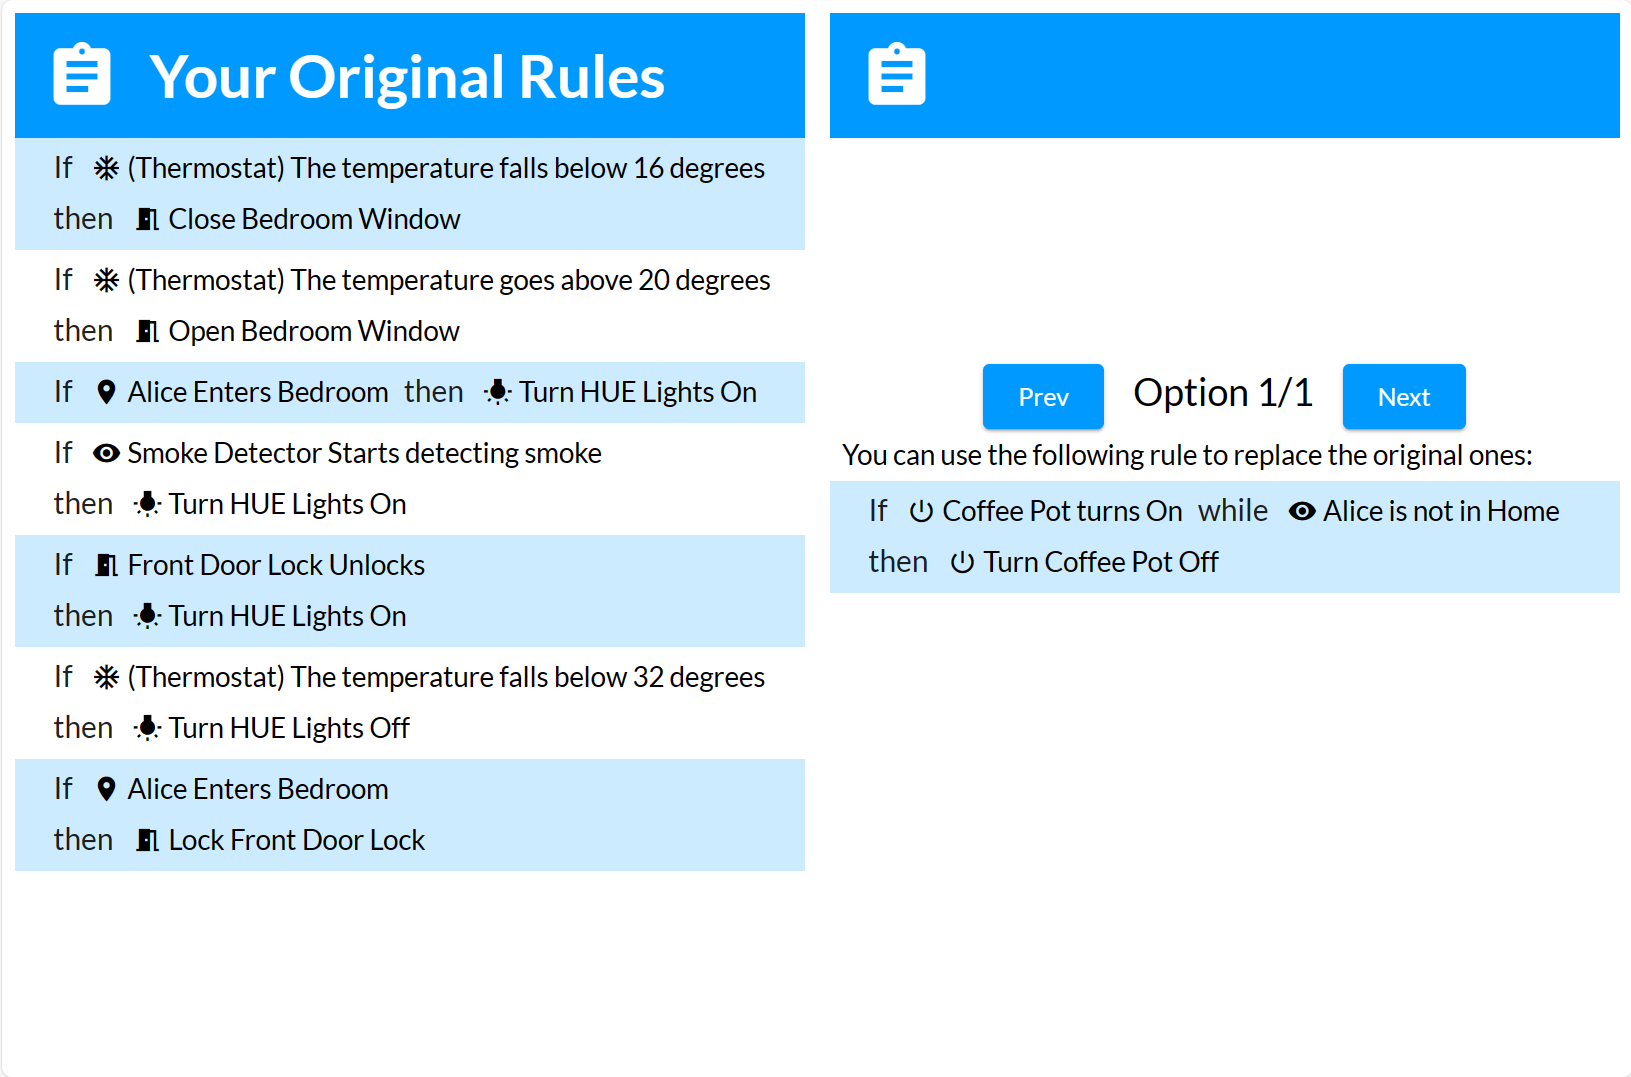 Your Original Rules
If (Thermostat) The temperature falls below 16 degrees
then Close Bedroom Window
If (Thermostat) The temperature goes above 20 degrees
then Open Bedroom Window
If Alice Enters Bedroom then Turn HUE Lights On
If Smoke Detector Starts detecting smoke
then Turn HUE Lights On
If Front Door Lock Unlocks
then Turn HUE Lights On
If (Thermostat) The temperature falls below 32 degrees
then Turn HUE Lights Off
If Alice Enters Bedroom
then Lock Front Door Lock
Prev Option 1/1 Next
You can use the following rule to replace the original ones:
If Coffee Pot turns On while Alice is not in Home
then Turn Coffee Pot Off